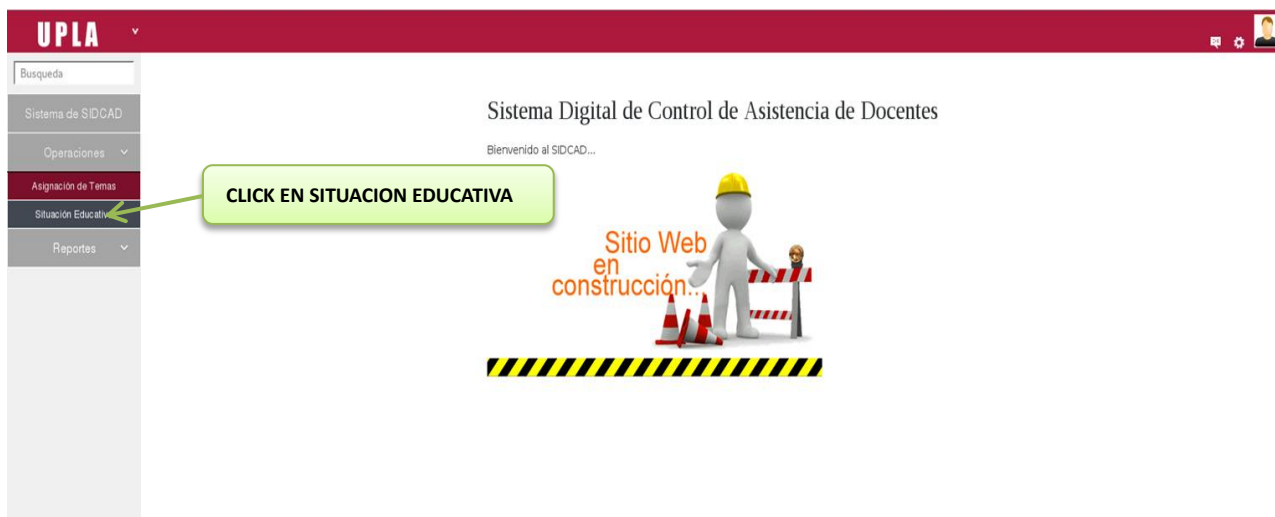 UPLA
Busqueda
Sistema de SIDCAD
Operaciones
Asignación de Temas
Situación Educativ
Reportes
CLICK EN SITUACION EDUCATIVA
Sistema Digital de Control de Asistencia de Docentes
Bienvenido al SIDCAD...
Sitio Web
en
construcción...